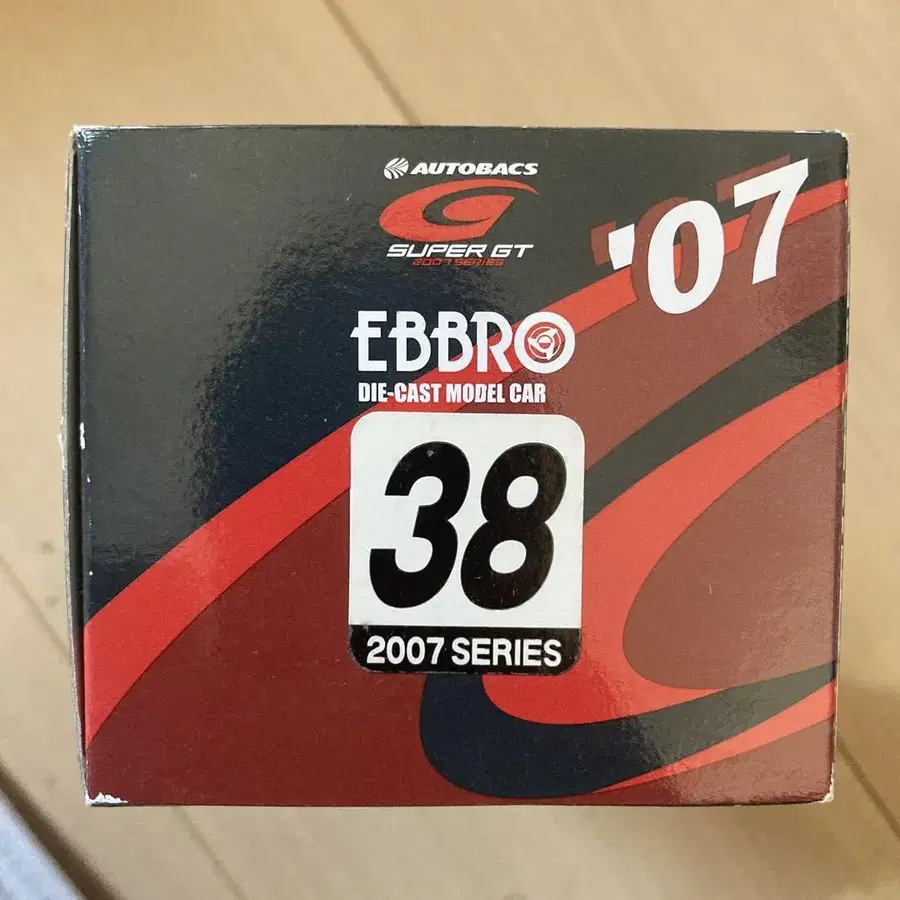 AUTOBACS
SUPER GT
2007 SERIES
'07
EBBRO
DIE-CAST MODEL CAR
38
2007 SERIES